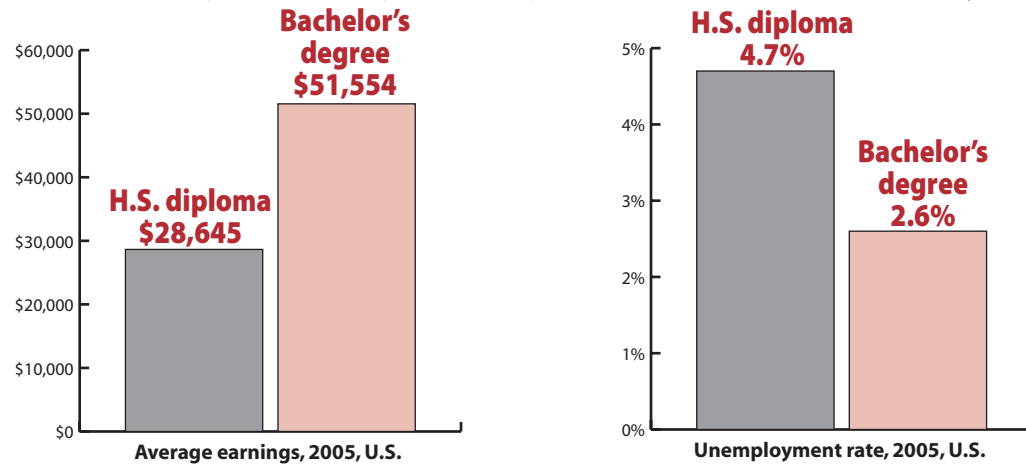 Bachelor's
degree
$51,554
$60,000
$50,000
$40,000
$30,000
$20,000
$10,000
$0
H.S. diploma
$28,645
Average earnings, 2005, U.S.
H.S. diploma
4.7%
5%
4%
3%
2%
1%
0%
Bachelor's
degree
2.6%
Unemployment rate, 2005, U.S.